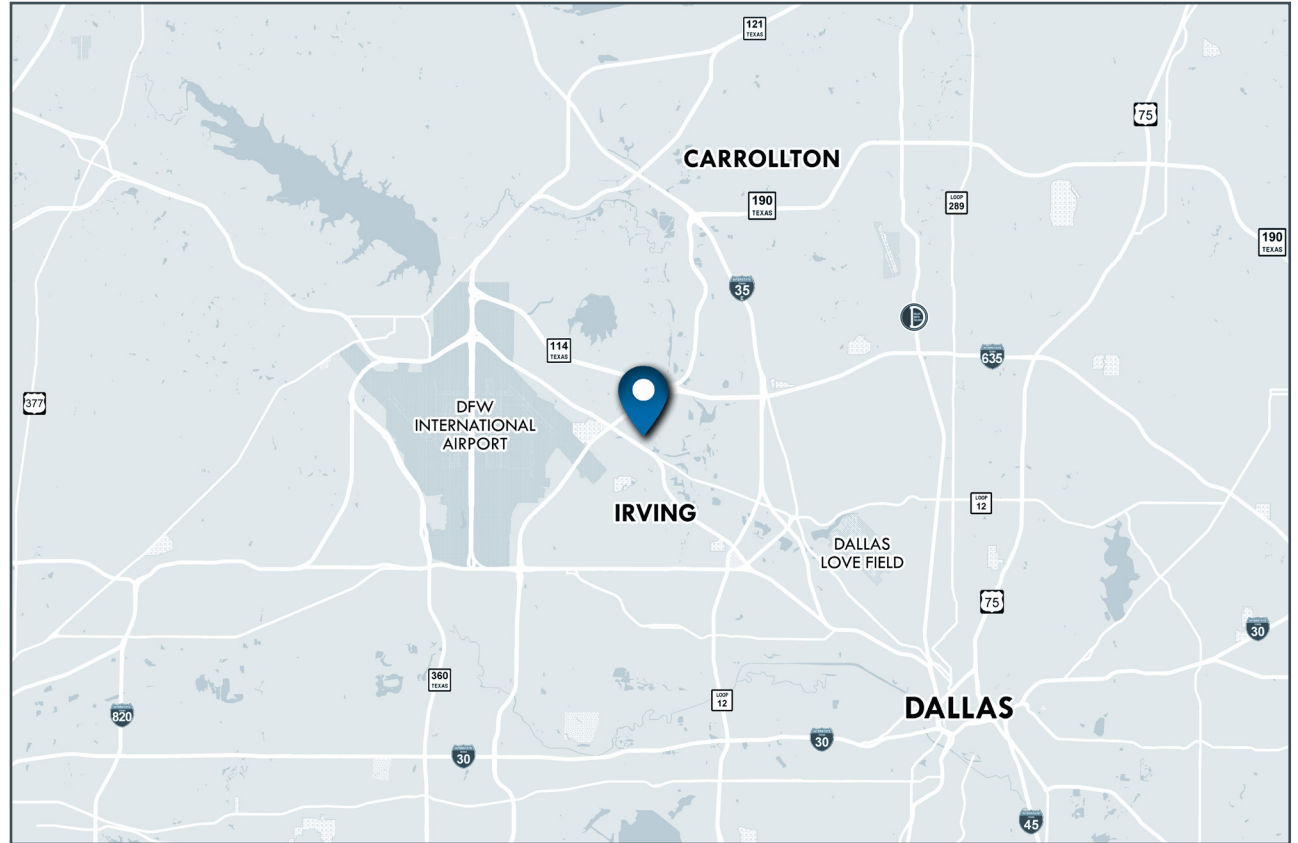 121
TEXAS
75
CARROLLTON
190
TEXAS
LOOP
289
190
TEXAS
35
E
114
TEXAS
D
635
377
DFW
INTERNATIONAL
AIRPORT
IRVING
LOOP
12
DALLAS
LOVE FIELD
75
30
360
TEXAS
LOOP
12
DALLAS
820
30
30
45